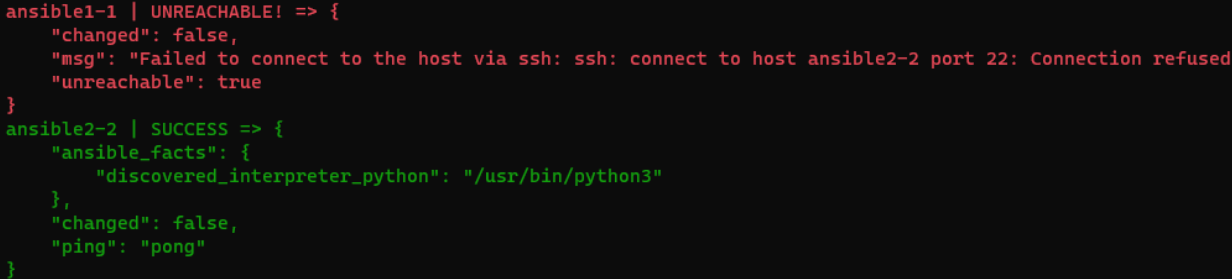 ansible1-1 | UNREACHABLE! => {
    "changed": false,
    "msg": "Failed to connect to the host via ssh: ssh: connect to host ansible2-2 port 22: Connection refused
    "unreachable": true
}
ansible2-2 | SUCCESS => {
    "ansible_facts": {
        "discovered_interpreter_python": "/usr/bin/python3"
    },
    "changed": false,
    "ping": "pong"
}